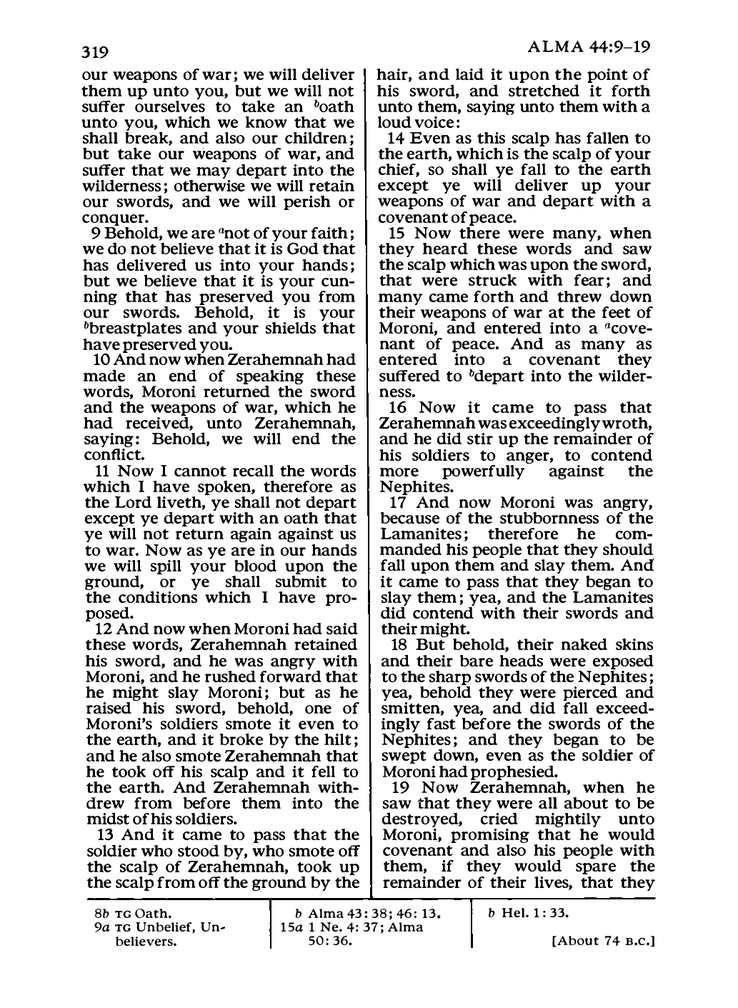 319
ALMA 44:9–19
our weapons of war; we will deliver
them up unto you, but we will not
suffer ourselves to take an boath
unto you, which we know that we
shall break, and also our children;
but take our weapons of war, and
suffer that we may depart into the
wilderness; otherwise we will retain
our swords, and we will perish or
conquer.
9 Behold, we are anot of your faith;
we do not believe that it is God that
has delivered us into your hands;
but we believe that it is your cun-
ning that has preserved you from
our swords. Behold, it is your
bbreastplates and your shields that
have preserved you.
10 And now when Zerahemnah had
made an end of speaking these
words, Moroni returned the sword
and the weapons of war, which he
had received, unto Zerahemnah,
saying: Behold, we will end the
conflict.
11 Now I cannot recall the words
which I have spoken, therefore as
the Lord liveth, ye shall not depart
except ye depart with an oath that
ye will not return again against us
to war. Now as ye are in our hands
we will spill your blood upon the
ground, or ye shall submit to
the conditions which I have pro-
posed.
12 And now when Moroni had said
these words, Zerahemnah retained
his sword, and he was angry with
Moroni, and he rushed forward that
he might slay Moroni; but as he
raised his sword, behold, one of
Moroni's soldiers smote it even to
the earth, and it broke by the hilt;
and he also smote Zerahemnah that
he took off his scalp and it fell to
the earth. And Zerahemnah with-
drew from before them into the
midst of his soldiers.
13 And it came to pass that the
soldier who stood by, who smote off
the scalp of Zerahemnah, took up
the scalp from off the ground by the
hair, and laid it upon the point of
his sword, and stretched it forth
unto them, saying unto them with a
loud voice:
14 Even as this scalp has fallen to
the earth, which is the scalp of your
chief, so shall ye fall to the earth
except ye will deliver up your
weapons of war and depart with a
covenant of peace.
15 Now there were many, when
they heard these words and saw
the scalp which was upon the sword,
that were struck with fear; and
many came forth and threw down
their weapons of war at the feet of
Moroni, and entered into a acove-
nant of peace. And as many as
entered into a covenant they
suffered to bdepart into the wilder-
ness.
16 Now it came to pass that
Zerahemnah was exceedingly wroth,
and he did stir up the remainder of
his soldiers to anger, to contend
more powerfully against the
Nephites.
17 And now Moroni was angry,
because of the stubbornness of the
Lamanites; therefore he com-
manded his people that they should
fall upon them and slay them. And
it came to pass that they began to
slay them; yea, and the Lamanites
did contend with their swords and
their might.
18 But behold, their naked skins
and their bare heads were exposed
to the sharp swords of the Nephites;
yea, behold they were pierced and
smitten, yea, and did fall exceed-
ingly fast before the swords of the
Nephites; and they began to be
swept down, even as the soldier of
Moroni had prophesied.
19 Now Zerahemnah, when he
saw that they were all about to be
destroyed, cried mightily unto
Moroni, promising that he would
covenant and also his people with
them, if they would spare the
remainder of their lives, that they
8b TG Oath.
9a TG Unbelief, Un-
believers.
b Alma 43:38; 46:13.
15a 1 Ne. 4:37; Alma
50:36.
b Hel. 1:33.
[About 74 B.C.]